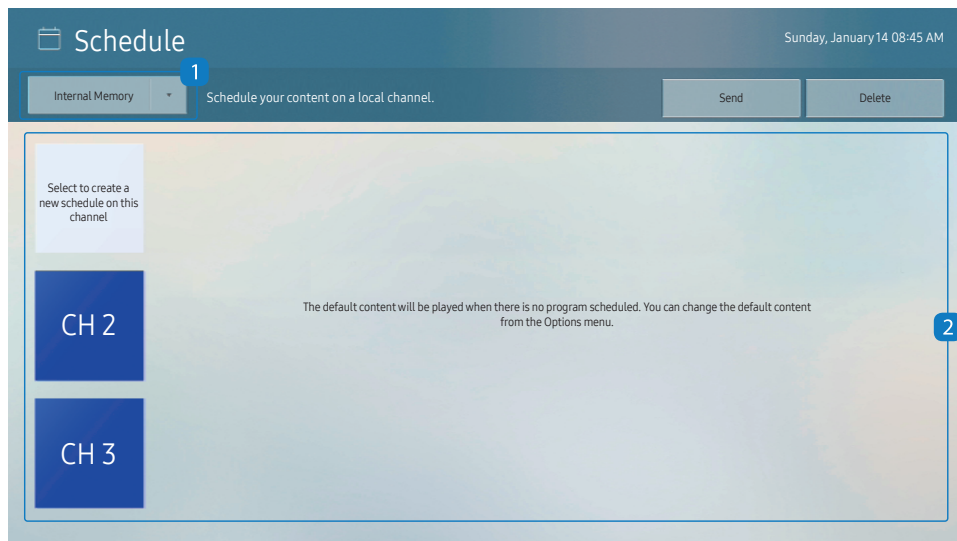 Schedule
Sunday, January 14 08:45 AM
1
Internal Memory
Schedule your content on a local channel.
Send
Delete
Select to create a
new schedule on this
channel
CH 2
The default content will be played when there is no program scheduled. You can change the default content
from the Options menu.
2
CH 3